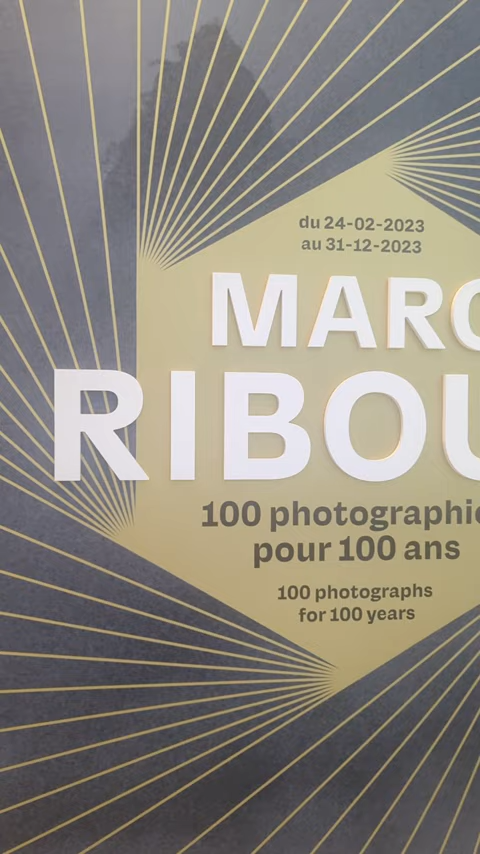 du 24-02-2023
au 31-12-2023
MARC
RIBOU
100 photographie
pour 100 ans
100 photographs
for 100 years